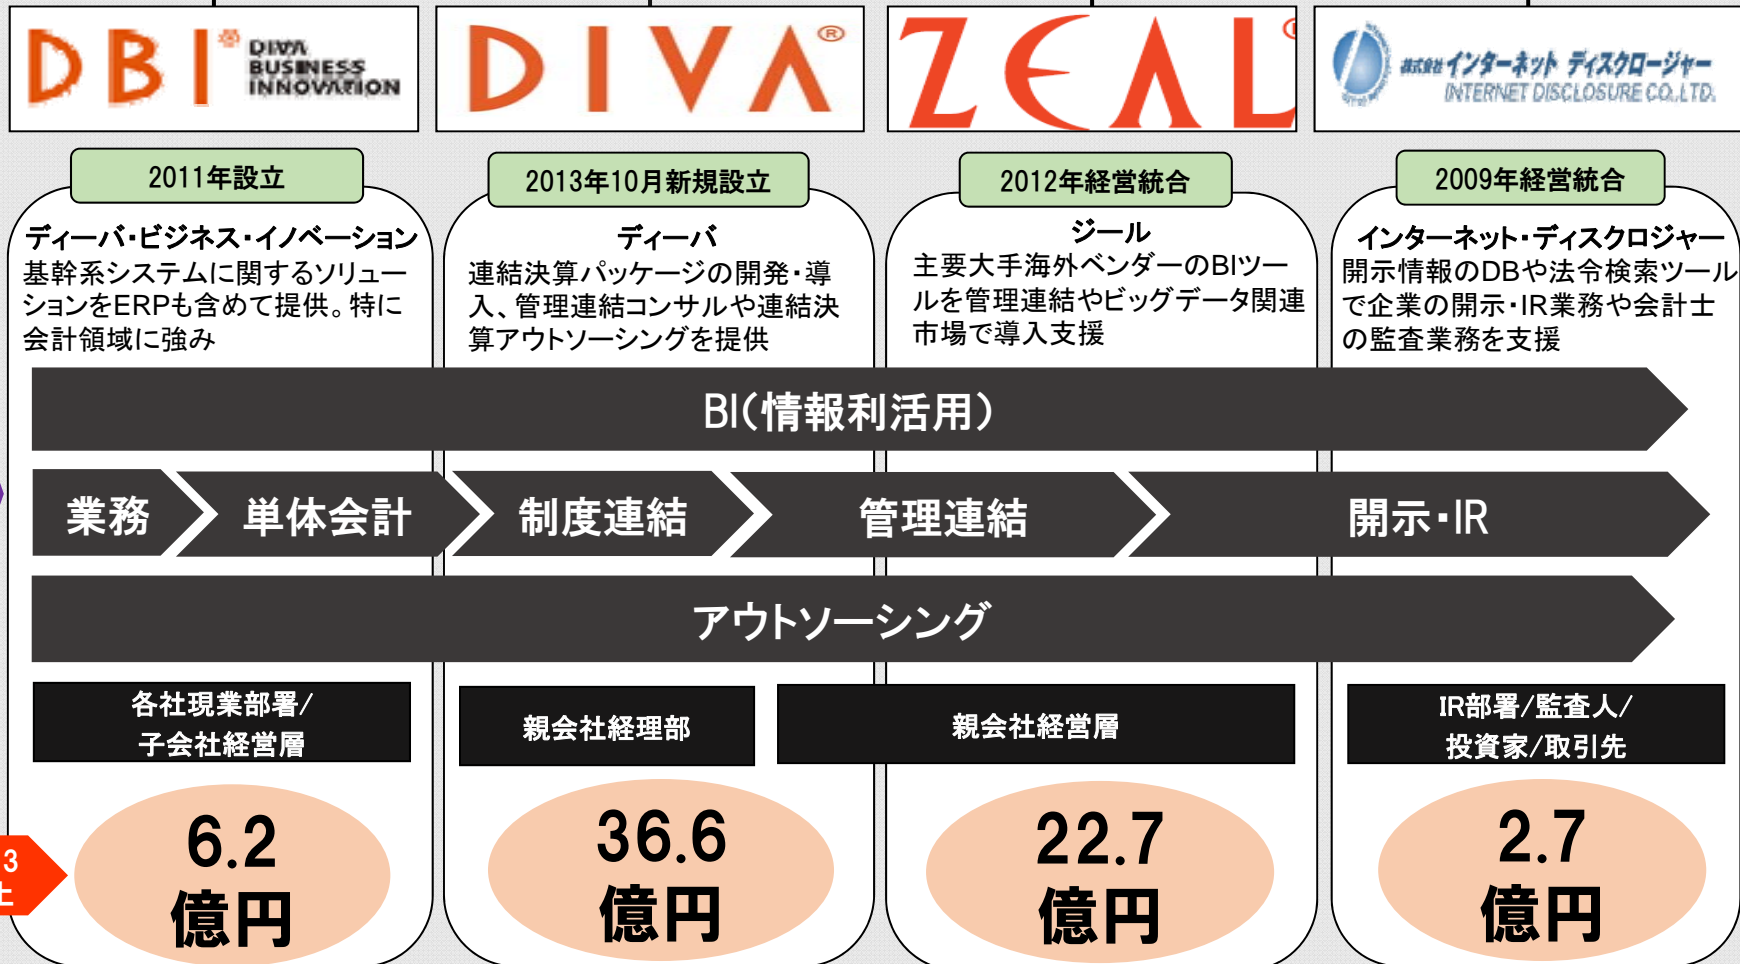 DBI
DIVA
BUSINESS
INNOVATION
DIVA®
ZEAL
株式会社インターネット ディスクロージャー
INTERNET DISCLOSURE CO.,LTD.
2011年設立
2013年10月新規設立
2012年経営統合
2009年経営統合
ディーバ・ビジネス・イノベーション
基幹系システムに関するソリュー
ションをERPも含めて提供。特に
会計領域に強み
ディーバ
連結決算パッケージの開発・導
入、管理連結コンサルや連結決
算アウトソーシングを提供
ジール
主要大手海外ベンダーのBIツー
ルを管理連結やビッグデータ関連
市場で導入支援
インターネット・ディスクロジャー
開示情報のDBや法令検索ツール
で企業の開示・IR業務や会計士
の監査業務を支援
BI(情報利活用)
業務
単体会計
制度連結
管理連結
開示・IR
アウトソーシング
各社現業部署/
子会社経営層
親会社経理部
親会社経営層
IR部署/監査人/
投資家/取引先
3
上
6.2
億円
36.6
億円
22.7
億円
2.7
億円